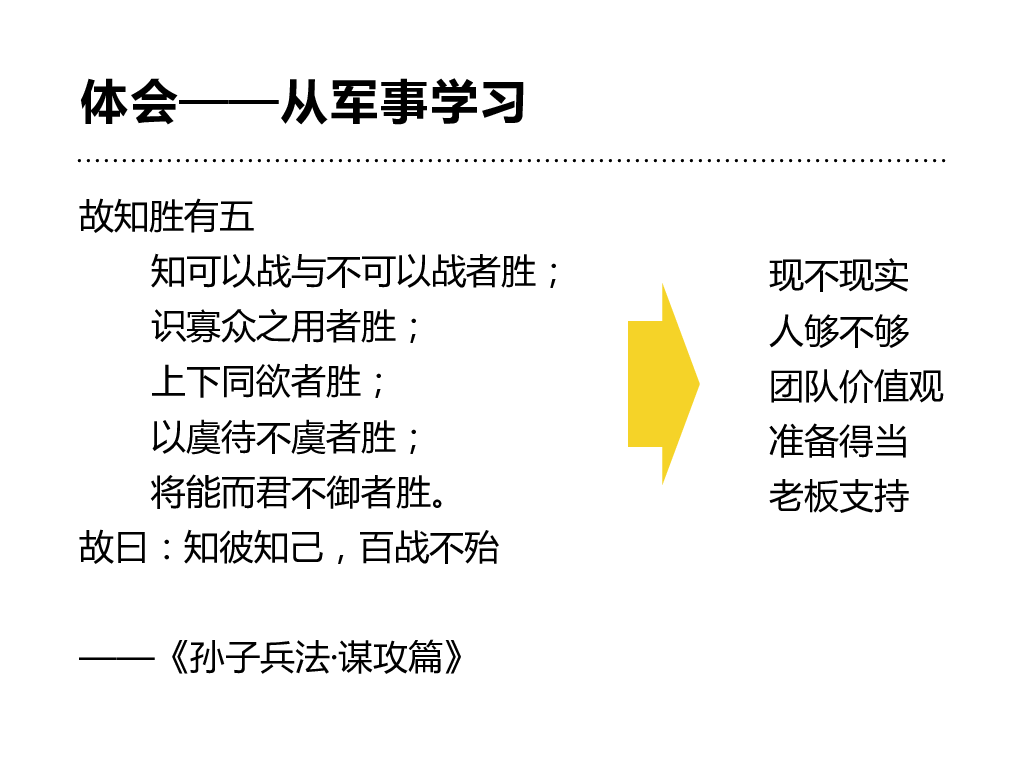 体会——从军事学习
故知胜有五
知可以战与不可以战者胜；
识寡众之用者胜；
上下同欲者胜；
以虞待不虞者胜；
将能而君不御者胜。
故曰：知彼知己，百战不殆
——《孙子兵法·谋攻篇》
现不现实
人够不够
团队价值观
准备得当
老板支持